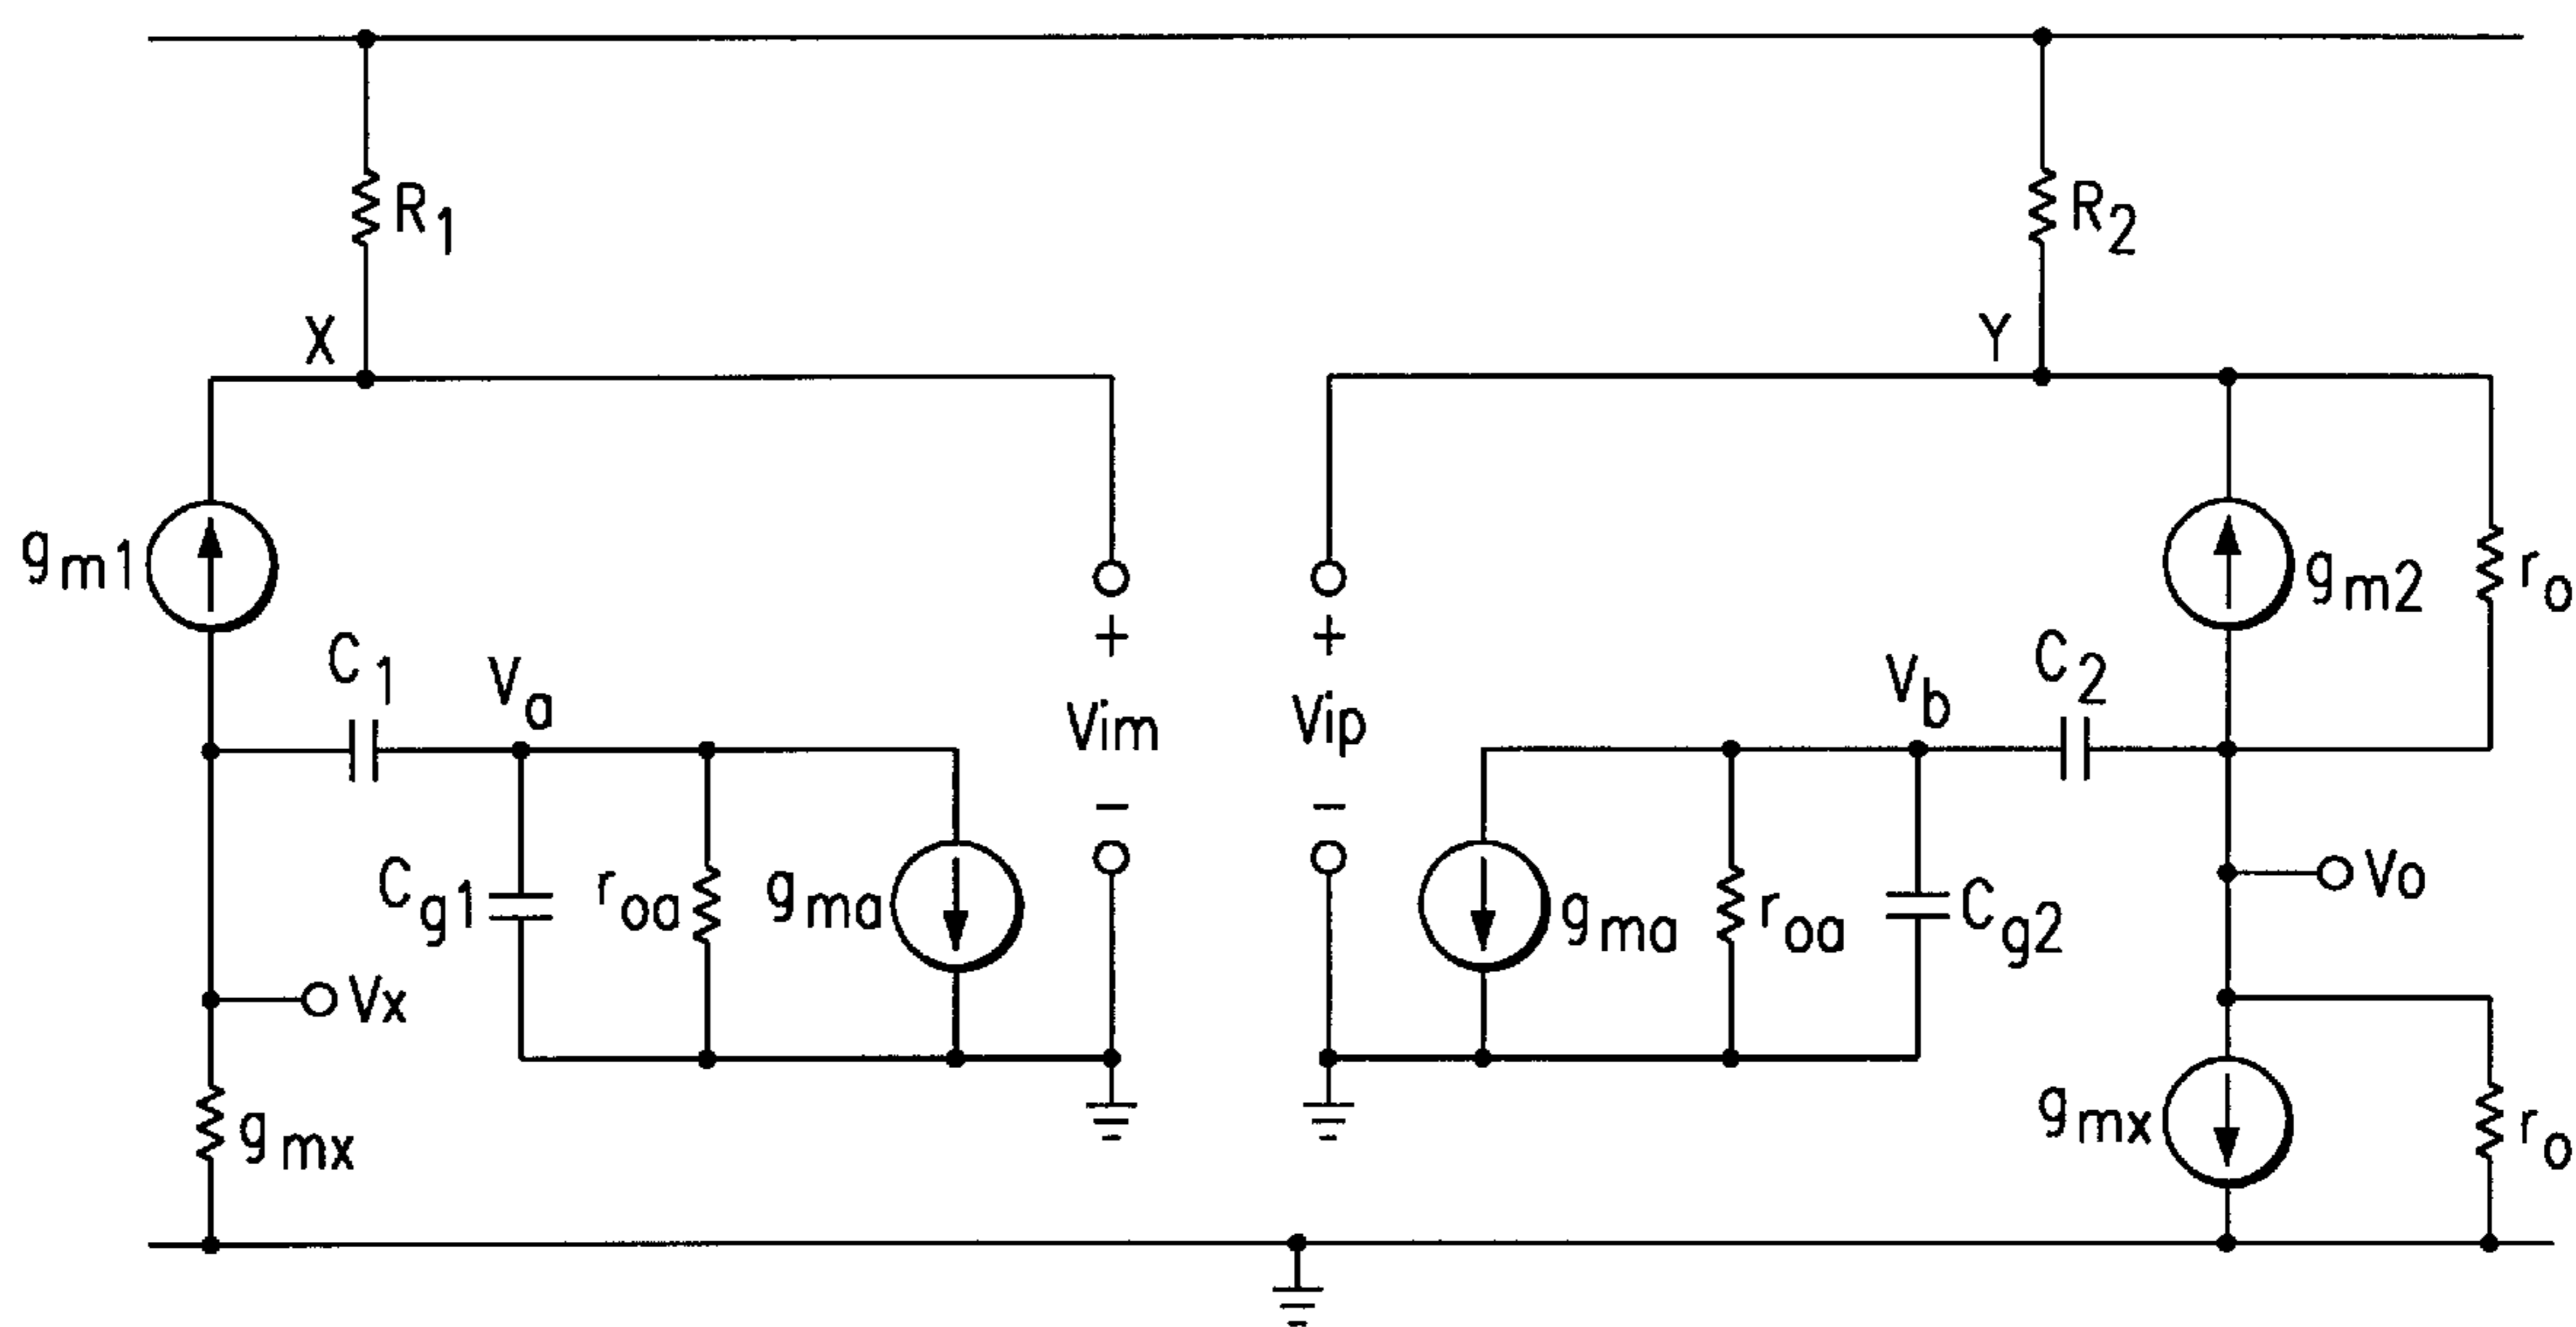 R1
R2
X
Y
gm1
gm2
ro
C1
Va
+
Vim
−
+
Vip
−
Vb
C2
Cg1
roa
gma
gma
roa
Cg2
Vo
Vx
gmx
gmx
ro